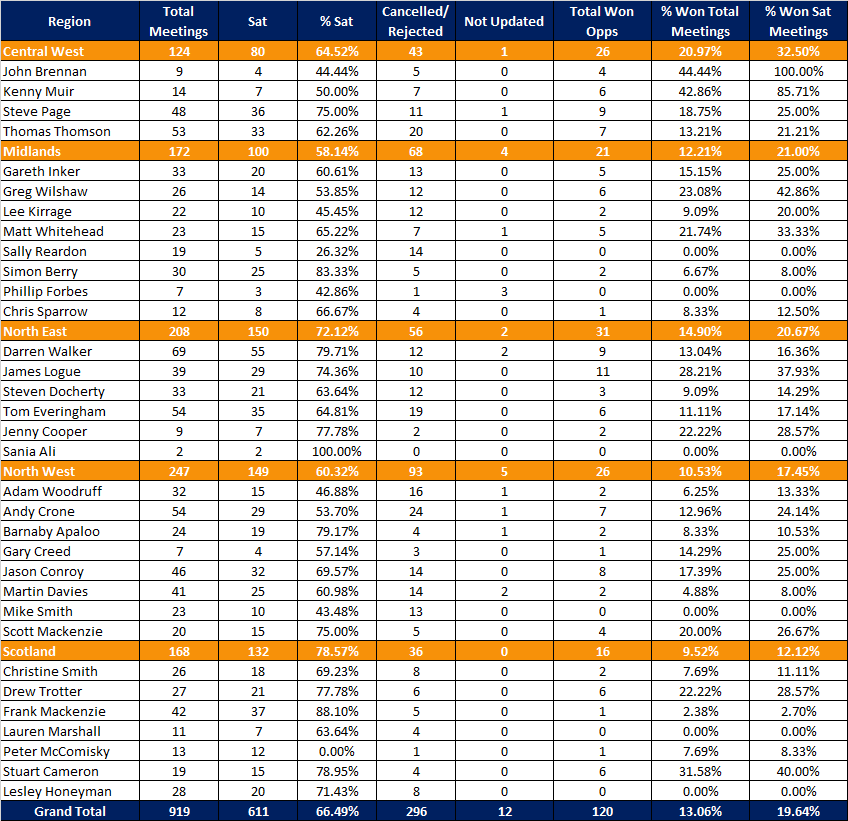 Region Total Meetings Sat % Sat Cancelled/ Rejected Not Updated Total Won Opps % Won Total Meetings % Won Sat Meetings
Central West 124 80 64.52% 43 1 26 20.97% 32.50%
John Brennan 9 4 44.44% 5 0 4 44.44% 100.00%
Kenny Muir 14 7 50.00% 7 0 6 42.86% 85.71%
Steve Page 48 36 75.00% 11 1 9 18.75% 25.00%
Thomas Thomson 53 33 62.26% 20 0 7 13.21% 21.21%
Midlands 172 100 58.14% 68 4 21 12.21% 21.00%
Gareth Inker 33 20 60.61% 13 0 5 15.15% 25.00%
Greg Wilshaw 26 14 53.85% 12 0 6 23.08% 42.86%
Lee Kirrage 22 10 45.45% 12 0 2 9.09% 20.00%
Matt Whitehead 23 15 65.22% 7 1 5 21.74% 33.33%
Sally Reardon 19 5 26.32% 14 0 0 0.00% 0.00%
Simon Berry 30 25 83.33% 5 0 2 6.67% 8.00%
Phillip Forbes 7 3 42.86% 1 3 0 0.00% 0.00%
Chris Sparrow 12 8 66.67% 4 0 1 8.33% 12.50%
North East 208 150 72.12% 56 2 31 14.90% 20.67%
Darren Walker 69 55 79.71% 12 2 9 13.04% 16.36%
James Logue 39 29 74.36% 10 0 11 28.21% 37.93%
Steven Docherty 33 21 63.64% 12 0 3 9.09% 14.29%
Tom Everingham 54 35 64.81% 19 0 6 11.11% 17.14%
Jenny Cooper 9 7 77.78% 2 0 2 22.22% 28.57%
Sania Ali 2 2 100.00% 0 0 0 0.00% 0.00%
North West 247 149 60.32% 93 5 26 10.53% 17.45%
Adam Woodruff 32 15 46.88% 16 1 2 6.25% 13.33%
Andy Crone 54 29 53.70% 24 1 7 12.96% 24.14%
Barnaby Apaloo 24 19 79.17% 4 1 2 8.33% 10.53%
Gary Creed 7 4 57.14% 3 0 1 14.29% 25.00%
Jason Conroy 46 32 69.57% 14 0 8 17.39% 25.00%
Martin Davies 41 25 60.98% 14 2 2 4.88% 8.00%
Mike Smith 23 10 43.48% 13 0 0 0.00% 0.00%
Scott Mackenzie 20 15 75.00% 5 0 4 20.00% 26.67%
Scotland 168 132 78.57% 36 0 16 9.52% 12.12%
Christine Smith 26 18 69.23% 8 0 2 7.69% 11.11%
Drew Trotter 27 21 77.78% 6 0 6 22.22% 28.57%
Frank Mackenzie 42 37 88.10% 5 0 1 2.38% 2.70%
Lauren Marshall 11 7 63.64% 4 0 0 0.00% 0.00%
Peter McComisky 13 12 0.00% 1 0 1 7.69% 8.33%
Stuart Cameron 19 15 78.95% 4 0 6 31.58% 40.00%
Lesley Honeyman 28 20 71.43% 8 0 0 0.00% 0.00%
Grand Total 919 611 66.49% 296 12 120 13.06% 19.64%